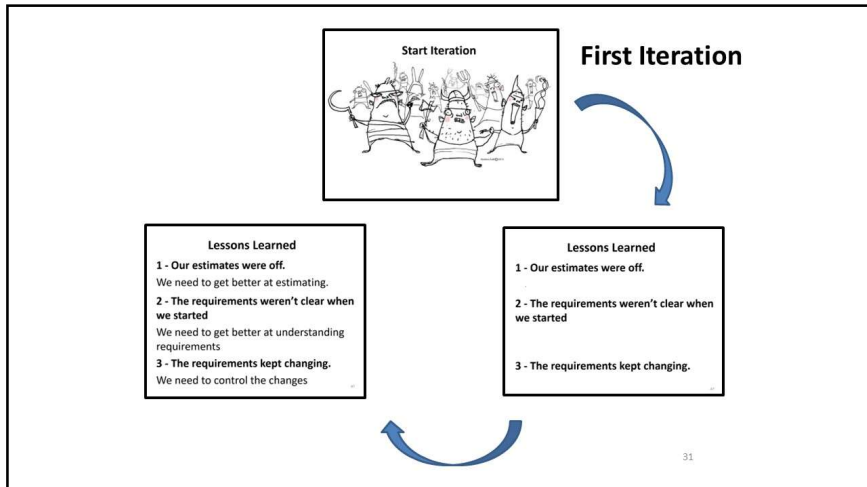 First Iteration
Start Iteration
Lessons Learned
1 - Our estimates were off.
We need to get better at estimating.
2 - The requirements weren't clear when
we started
We need to get better at understanding
requirements
3 - The requirements kept changing.
We need to control the changes
Lessons Learned
1 - Our estimates were off.
2 - The requirements weren't clear when
we started
3 - The requirements kept changing.
31